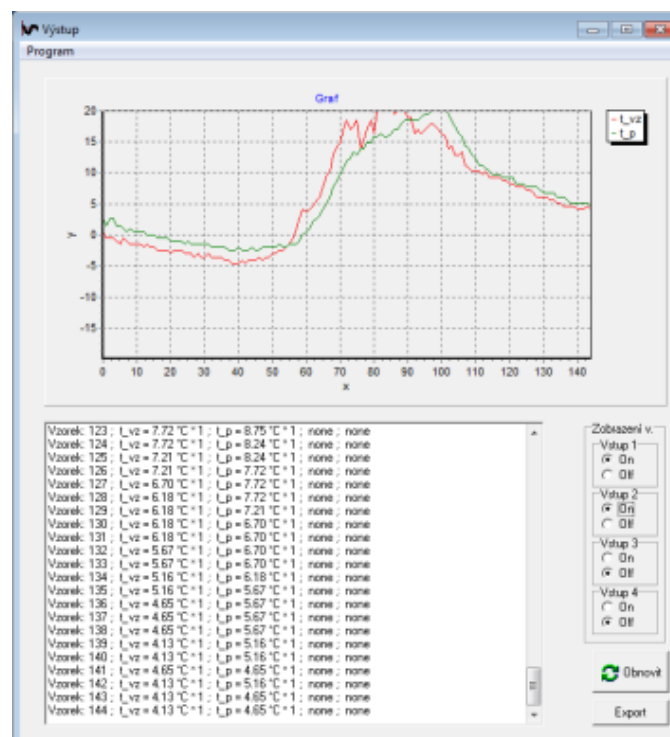 Výstup
Program
Graf
20
15
10
5
0
-5
-10
-15
y
0 10 20 30 40 50 60 70 80 90 100 110 120 130 140
x
t_vz
t_p
Vzorek: 123 ; t_vz = 7.72 °C * 1 ; t_p = 8.75 °C * 1 ; none ; none
Vzorek: 124 ; t_vz = 7.72 °C * 1 ; t_p = 8.24 °C * 1 ; none ; none
Vzorek: 125 ; t_vz = 7.21 °C * 1 ; t_p = 8.24 °C * 1 ; none ; none
Vzorek: 126 ; t_vz = 7.21 °C * 1 ; t_p = 7.72 °C * 1 ; none ; none
Vzorek: 127 ; t_vz = 6.70 °C * 1 ; t_p = 7.72 °C * 1 ; none ; none
Vzorek: 128 ; t_vz = 6.18 °C * 1 ; t_p = 7.72 °C * 1 ; none ; none
Vzorek: 129 ; t_vz = 6.18 °C * 1 ; t_p = 7.21 °C * 1 ; none ; none
Vzorek: 130 ; t_vz = 6.18 °C * 1 ; t_p = 6.70 °C * 1 ; none ; none
Vzorek: 131 ; t_vz = 6.18 °C * 1 ; t_p = 6.70 °C * 1 ; none ; none
Vzorek: 132 ; t_vz = 5.67 °C * 1 ; t_p = 6.70 °C * 1 ; none ; none
Vzorek: 133 ; t_vz = 5.67 °C * 1 ; t_p = 6.70 °C * 1 ; none ; none
Vzorek: 134 ; t_vz = 5.16 °C * 1 ; t_p = 6.18 °C * 1 ; none ; none
Vzorek: 135 ; t_vz = 5.16 °C * 1 ; t_p = 5.67 °C * 1 ; none ; none
Vzorek: 136 ; t_vz = 4.65 °C * 1 ; t_p = 5.67 °C * 1 ; none ; none
Vzorek: 137 ; t_vz = 4.65 °C * 1 ; t_p = 5.67 °C * 1 ; none ; none
Vzorek: 138 ; t_vz = 4.65 °C * 1 ; t_p = 5.67 °C * 1 ; none ; none
Vzorek: 139 ; t_vz = 4.13 °C * 1 ; t_p = 5.16 °C * 1 ; none ; none
Vzorek: 140 ; t_vz = 4.13 °C * 1 ; t_p = 5.16 °C * 1 ; none ; none
Vzorek: 141 ; t_vz = 4.65 °C * 1 ; t_p = 4.65 °C * 1 ; none ; none
Vzorek: 142 ; t_vz = 4.13 °C * 1 ; t_p = 5.16 °C * 1 ; none ; none
Vzorek: 143 ; t_vz = 4.13 °C * 1 ; t_p = 4.65 °C * 1 ; none ; none
Vzorek: 144 ; t_vz = 4.13 °C * 1 ; t_p = 4.65 °C * 1 ; none ; none
Zobrazení v.
Vstup 1
On
Off
Vstup 2
On
Off
Vstup 3
On
Off
Vstup 4
On
Off
Obnovit
Export